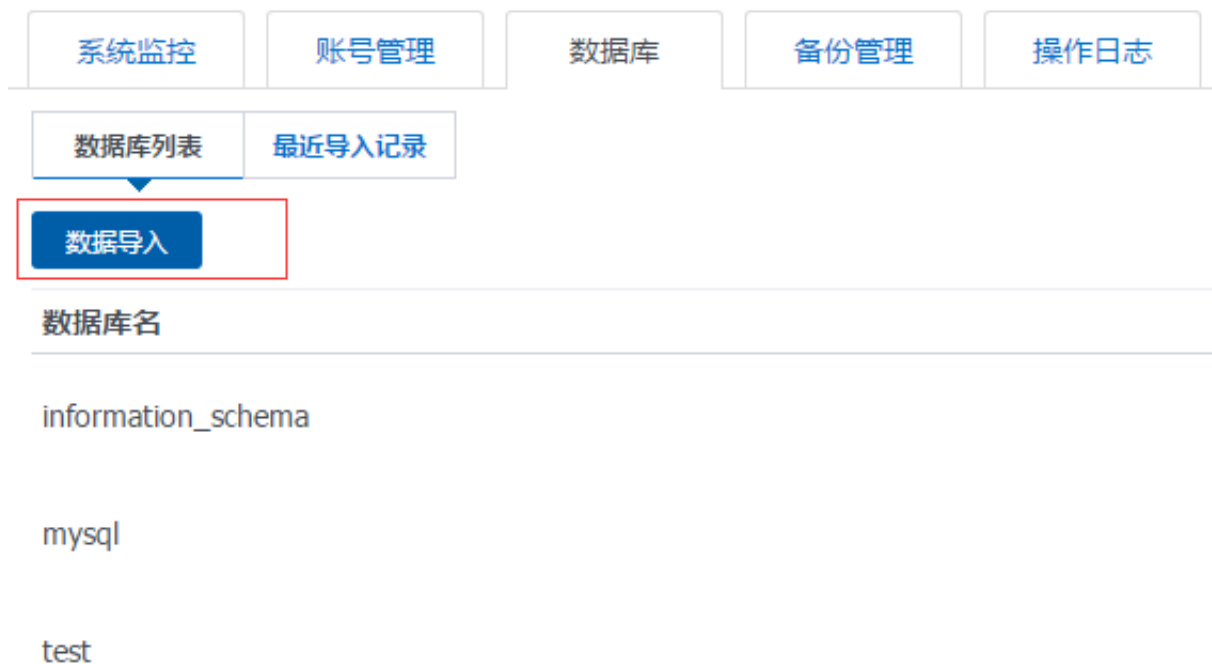 系统监控 账号管理 数据库 备份管理 操作日志
数据库列表 最近导入记录
数据导入
数据库名
information_schema
mysql
test